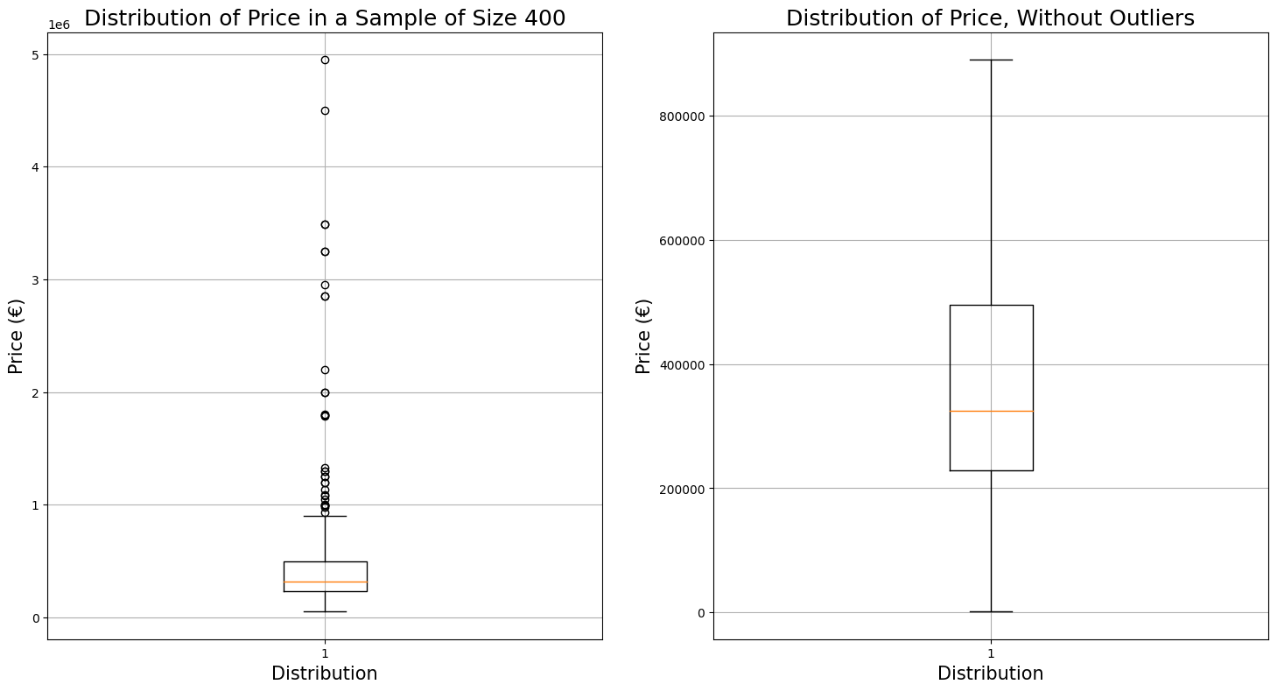 Distribution of Price in a Sample of Size 400
1e6
5
4
3
2
1
0
Price (€)
1
Distribution
Distribution of Price, Without Outliers
800000
600000
400000
200000
0
Price (€)
1
Distribution